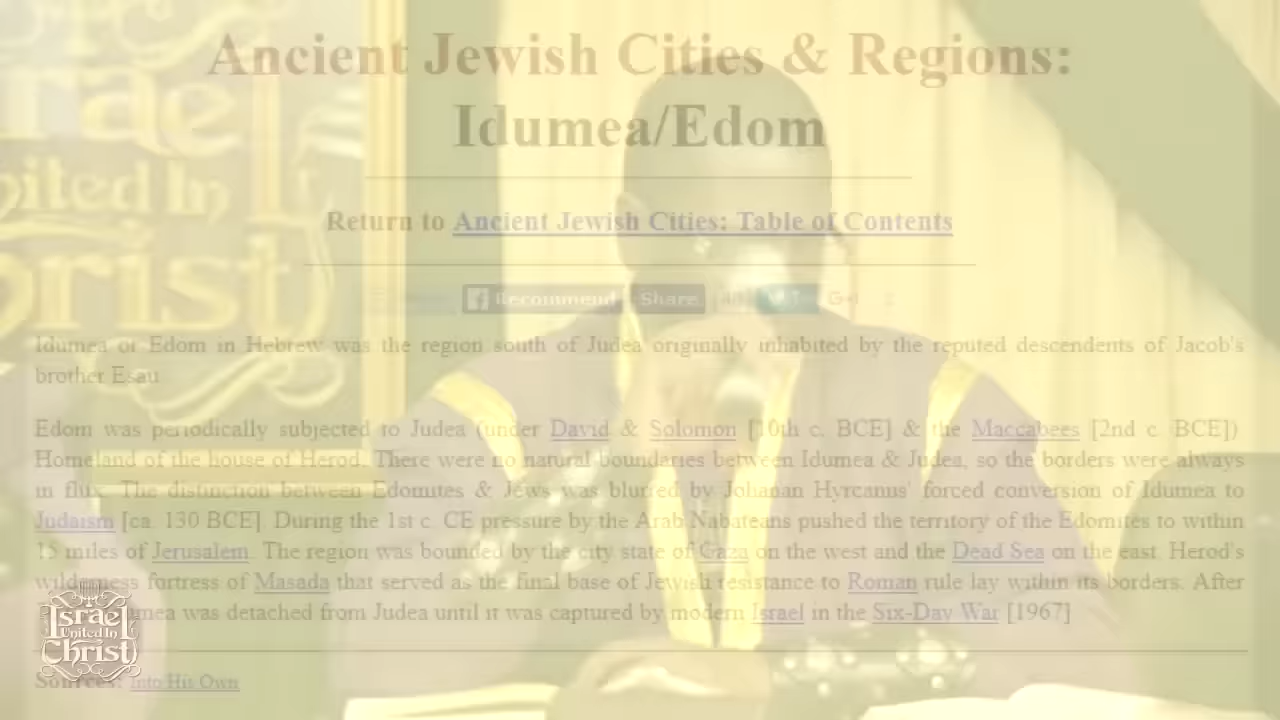 Ancient Jewish Cities & Regions:
Idumea/Edom
Return to Ancient Jewish Cities: Table of Contents
Recommend Share
Idumea or Edom in Hebrew was the region south of Judea originally inhabited by the reputed descendents of Jacob's
brother Esau
Edom was periodically subjected to Judea (under David & Solomon [10th c. BCE] & the Maccabees [2nd c. BCE])
Homeland of the house of Herod. There were no natural boundaries between Idumea & Judea, so the borders were always
in flux. The distinction between Edomites & Jews was blurred by Johanan Hyrcanus' forced conversion of Idumea to
Judaism [ca. 130 BCE]. During the 1st c. CE pressure by the Arab Nabateans pushed the territory of the Edomites to within
15 miles of Jerusalem. The region was bounded by the city state of Gaza on the west and the Dead Sea on the east. Herod's
wilderness fortress of Masada that served as the final base of Jewish resistance to Roman rule lay within its borders. After
mea was detached from Judea until it was captured by modern Israel in the Six-Day War [1967]
Sources: Into His Own
rael
nited In
hrist
Israel
United In
Christ